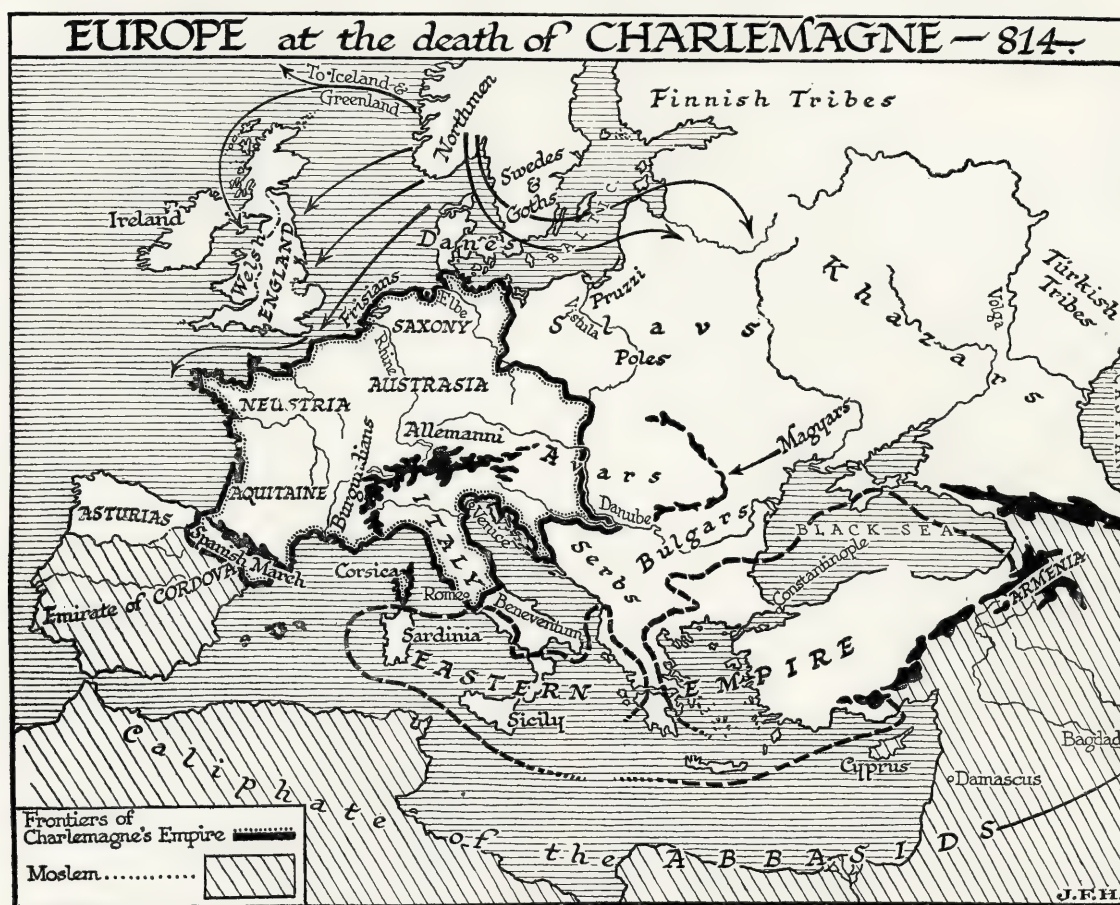 EUROPE at the death of CHARLEMAGNE — 814.
To Iceland &
Greenland
Northmen
Finnish Tribes
Swedes
&
Goths
BALTIC
Ireland
Welsh
ENGLAND
Danes
Frisians
Elbe
SAXONY
Pruzzi
Vistula
Slavs
Poles
Khazars
Volga
Turkish
Tribes
Rhine
AUSTRASIA
NEUSTRIA
Allemanni
Avars
Magyars
Burgundians
AQUITAINE
ASTURIAS
Spanish March
Emirate of CORDOVA
ITALY
Venice
Danube
Serbs
Bulgars
BLACK SEA
Constantinople
ARMENIA
Corsica
Rome
Beneventum
Sardinia
EASTERN EMPIRE
Sicily
Cyprus
Bagdad
Damascus
Caliphate of the ABBASIDS
Frontiers of
Charlemagne's Empire
Moslem..........
J.F.H.